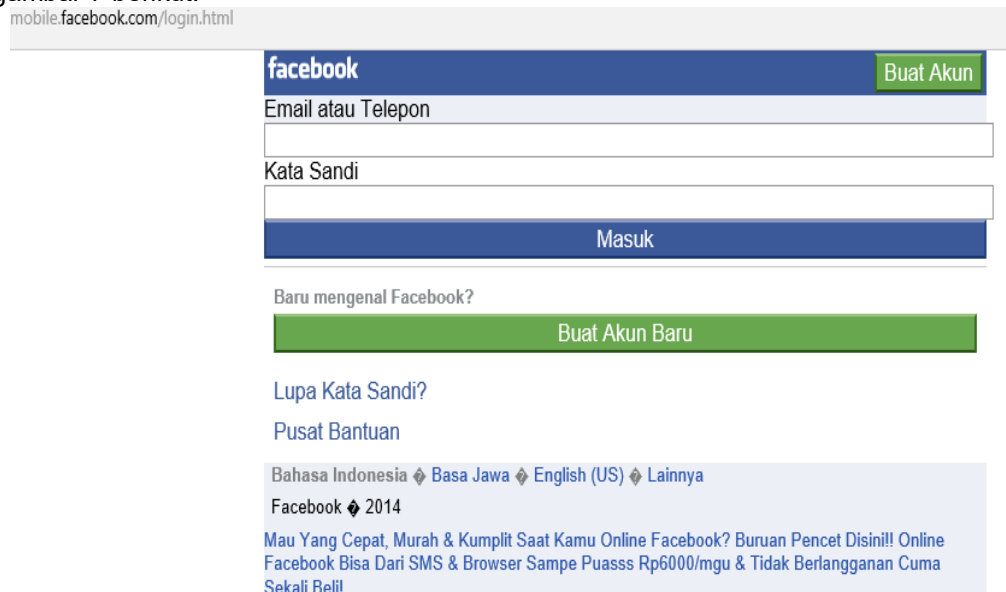 mobile.facebook.com/login.html
facebook
Buat Akun
Email atau Telepon
Kata Sandi
Masuk
Baru mengenal Facebook?
Buat Akun Baru
Lupa Kata Sandi?
Pusat Bantuan
Bahasa Indonesia � Basa Jawa � English (US) � Lainnya
Facebook � 2014
Mau Yang Cepat, Murah & Kumplit Saat Kamu Online Facebook? Buruan Pencet Disini!! Online
Facebook Bisa Dari SMS & Browser Sampe Puasss Rp6000/mgu & Tidak Berlangganan Cuma
Sekali Beli!